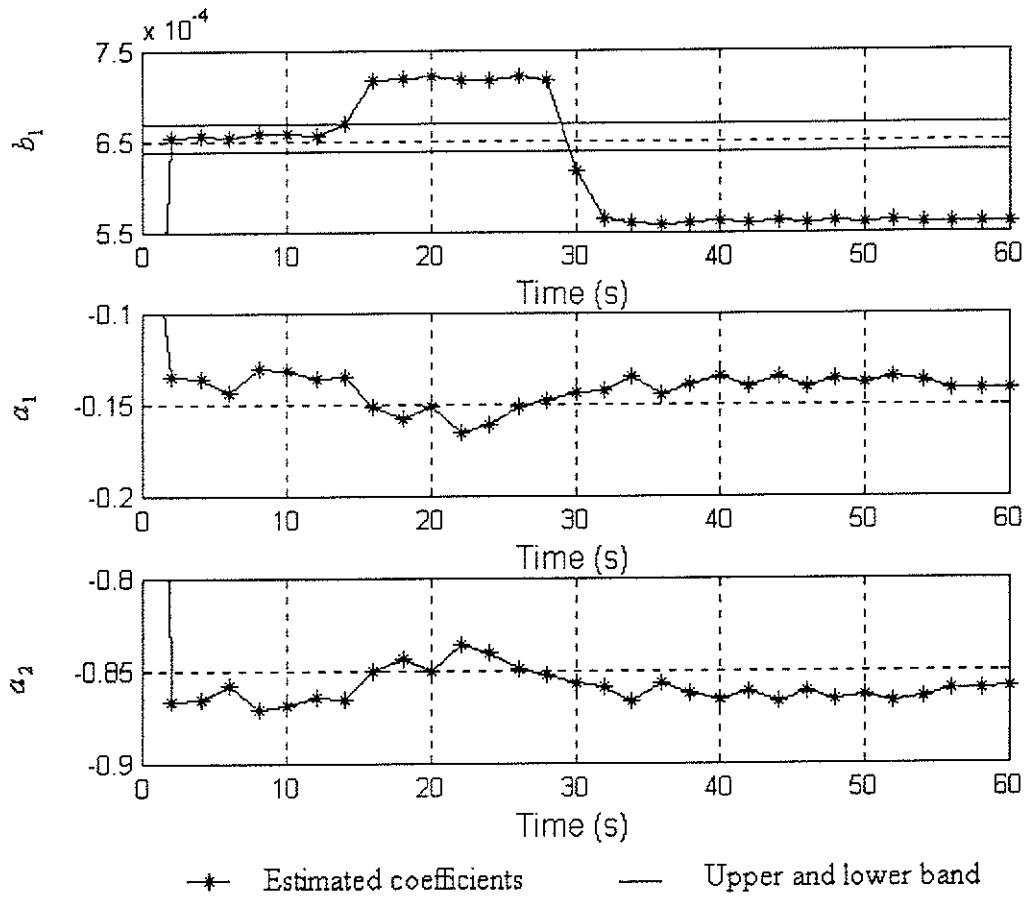 x 10-4
7.5
6.5
5.5
b1
0 10 20 30 40 50 60
Time (s)
-0.1
-0.15
-0.2
a1
0 10 20 30 40 50 60
Time (s)
-0.8
-0.85
-0.9
a2
0 10 20 30 40 50 60
Time (s)
Estimated coefficients Upper and lower band